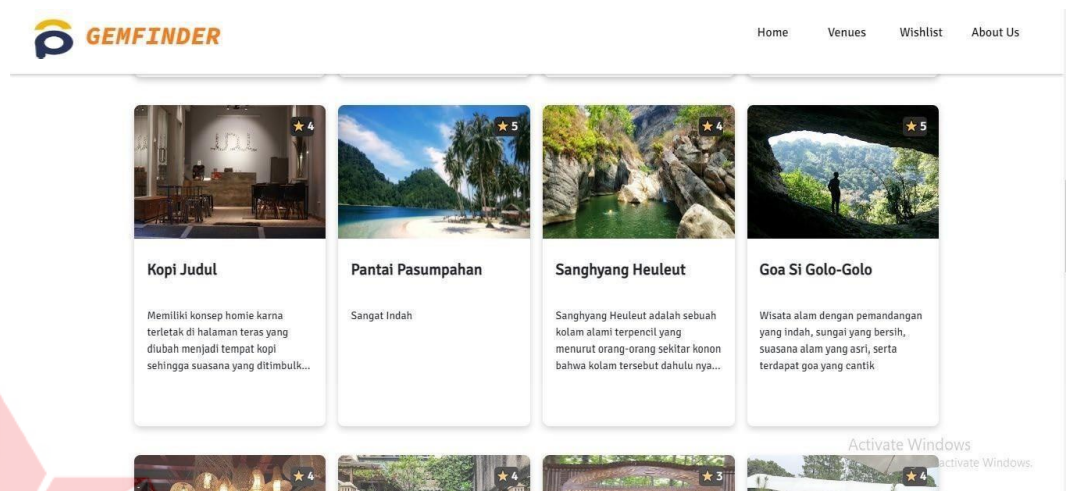 GEMFINDER
Home Venues Wishlist About Us
4
5
4
5
JUDUL
Kopi Judul
Memiliki konsep homie karna
terletak di halaman teras yang
diubah menjadi tempat kopi
sehingga suasana yang ditimbulk...
Pantai Pasumpahan
Sangat Indah
Sanghyang Heuleut
Sanghyang Heuleut adalah sebuah
kolam alami terpencil yang
menurut orang-orang sekitar konon
bahwa kolam tersebut dahulu nya...
Goa Si Golo-Golo
Wisata alam dengan pemandangan
yang indah, sungai yang bersih,
suasana alam yang asri, serta
terdapat goa yang cantik
Activate Windows
activate Windows.
4
4
3
4